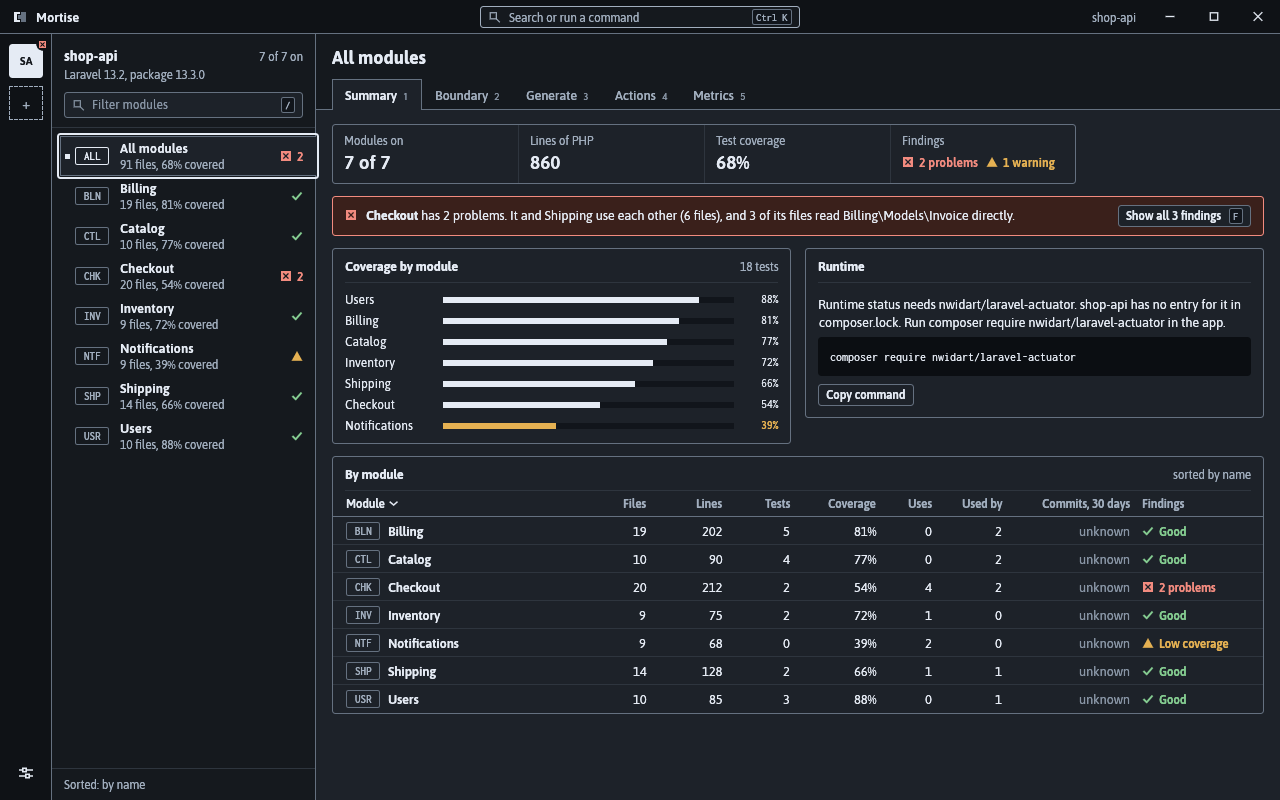 Mortise
Search or run a command
Ctrl K
shop-api
SA
+
shop-api
7 of 7 on
Laravel 13.2, package 13.3.0
Filter modules
/
ALL
All modules
91 files, 68% covered
2
BLN
Billing
19 files, 81% covered
CTL
Catalog
10 files, 77% covered
CHK
Checkout
20 files, 54% covered
2
INV
Inventory
9 files, 72% covered
NTF
Notifications
9 files, 39% covered
SHP
Shipping
14 files, 66% covered
USR
Users
10 files, 88% covered
Sorted: by name
All modules
Summary 1
Boundary 2
Generate 3
Actions 4
Metrics 5
Modules on
7 of 7
Lines of PHP
860
Test coverage
68%
Findings
2 problems
1 warning
Checkout has 2 problems. It and Shipping use each other (6 files), and 3 of its files read Billing\Models\Invoice directly.
Show all 3 findings F
Coverage by module
18 tests
Users 88%
Billing 81%
Catalog 77%
Inventory 72%
Shipping 66%
Checkout 54%
Notifications 39%
Runtime
Runtime status needs nwidart/laravel-actuator. shop-api has no entry for it in
composer.lock. Run composer require nwidart/laravel-actuator in the app.
composer require nwidart/laravel-actuator
Copy command
By module
sorted by name
Module Files Lines Tests Coverage Uses Used by Commits, 30 days Findings
BLN Billing 19 202 5 81% 0 2 unknown Good
CTL Catalog 10 90 4 77% 0 2 unknown Good
CHK Checkout 20 212 2 54% 4 2 unknown 2 problems
INV Inventory 9 75 2 72% 1 0 unknown Good
NTF Notifications 9 68 0 39% 2 0 unknown Low coverage
SHP Shipping 14 128 2 66% 1 1 unknown Good
USR Users 10 85 3 88% 0 1 unknown Good